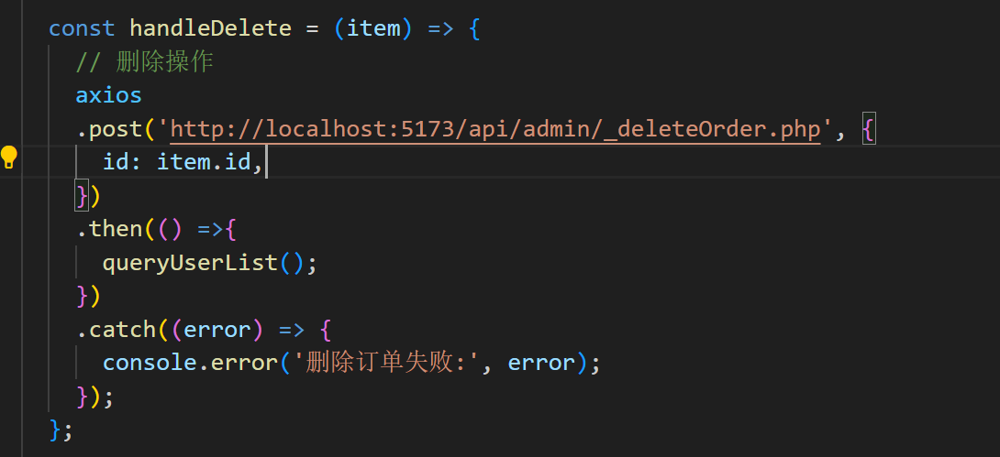 const handleDelete = (item) => {
// 删除操作
axios
.post('http://localhost:5173/api/admin/_deleteOrder.php', {
id: item.id,
})
.then(() =>{
queryUserList();
})
.catch((error) => {
console.error('删除订单失败:', error);
});
};